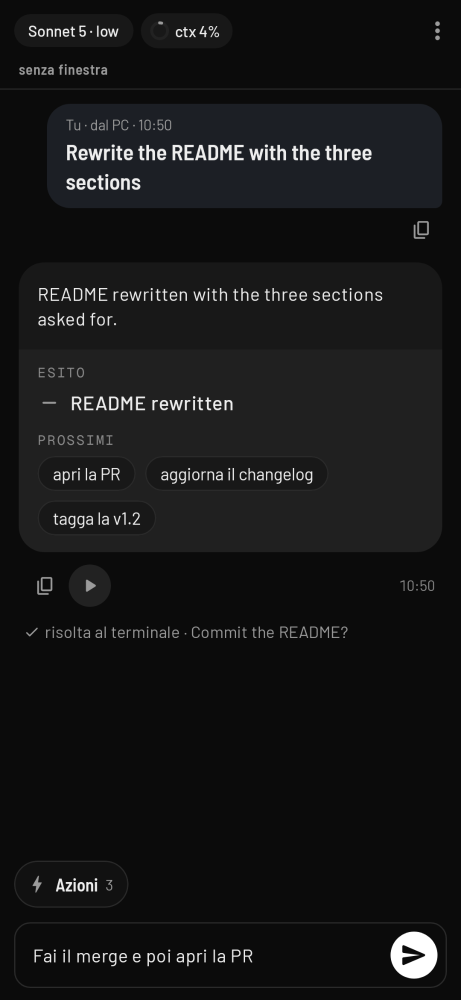 Sonnet 5 · low
ctx 4%
senza finestra
Tu · dal PC · 10:50
Rewrite the README with the three
sections
README rewritten with the three sections
asked for.
ESITO
— README rewritten
PROSSIMI
apri la PR
aggiorna il changelog
tagga la v1.2
10:50
risolta al terminale · Commit the README?
Azioni 3
Fai il merge e poi apri la PR